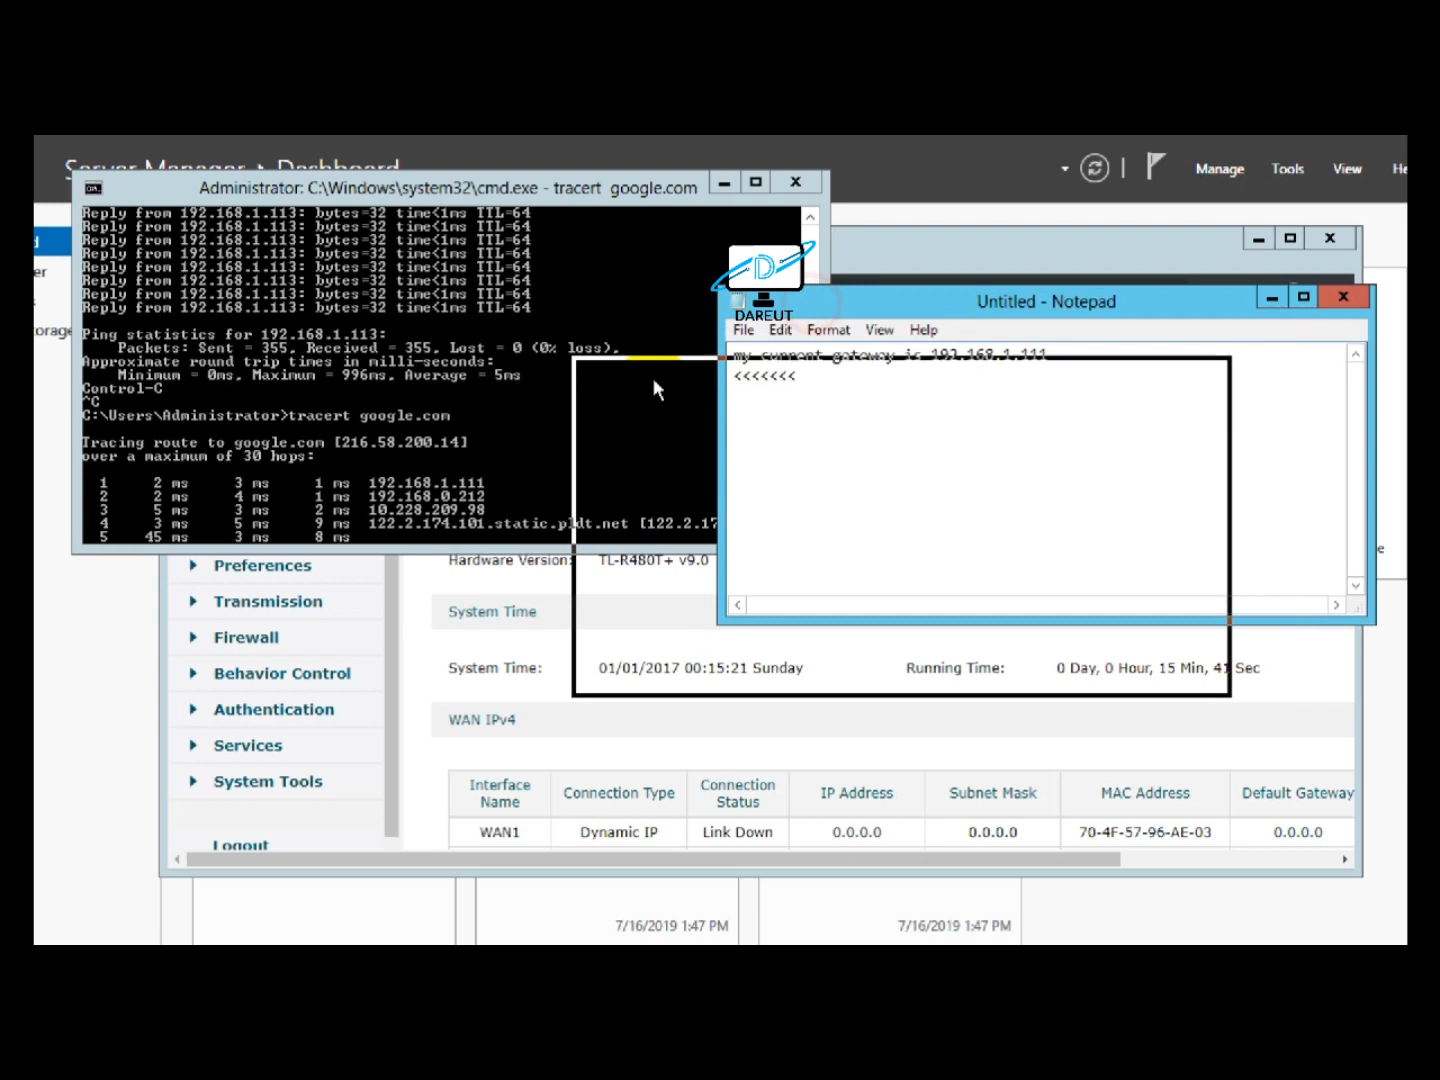 Server Manager ▸ Dashboard
Manage Tools View He
Administrator: C:\Windows\system32\cmd.exe - tracert google.com
Reply from 192.168.1.113: bytes=32 time<1ms TTL=64
Reply from 192.168.1.113: bytes=32 time<1ms TTL=64
Reply from 192.168.1.113: bytes=32 time<1ms TTL=64
Reply from 192.168.1.113: bytes=32 time<1ms TTL=64
Reply from 192.168.1.113: bytes=32 time<1ms TTL=64
Reply from 192.168.1.113: bytes=32 time<1ms TTL=64
Reply from 192.168.1.113: bytes=32 time<1ms TTL=64
Reply from 192.168.1.113: bytes=32 time<1ms TTL=64
Ping statistics for 192.168.1.113:
Packets: Sent = 355, Received = 355, Lost = 0 (0% loss),
Approximate round trip times in milli-seconds:
Minimum = 0ms, Maximum = 996ms, Average = 5ms
Control-C
^C
C:\Users\Administrator>tracert google.com
Tracing route to google.com [216.58.200.14]
over a maximum of 30 hops:
1 2 ms 3 ms 1 ms 192.168.1.111
2 2 ms 4 ms 1 ms 192.168.0.212
3 5 ms 3 ms 2 ms 10.228.209.98
4 3 ms 5 ms 9 ms 122.2.174.101.static.pldt.net [122.2.17
5 45 ms 3 ms 8 ms
d
er
s
torage
D
DAREUT
Untitled - Notepad
File Edit Format View Help
my current gateway is 192.168.1.111
<<<<<<<
e
Preferences
Transmission
Firewall
Behavior Control
Authentication
Services
System Tools
Logout
Hardware Version: TL-R480T+ v9.0
System Time
System Time: 01/01/2017 00:15:21 Sunday Running Time: 0 Day, 0 Hour, 15 Min, 41 Sec
WAN IPv4
Interface Name Connection Type Connection Status IP Address Subnet Mask MAC Address Default Gateway
WAN1 Dynamic IP Link Down 0.0.0.0 0.0.0.0 70-4F-57-96-AE-03 0.0.0.0
7/16/2019 1:47 PM 7/16/2019 1:47 PM